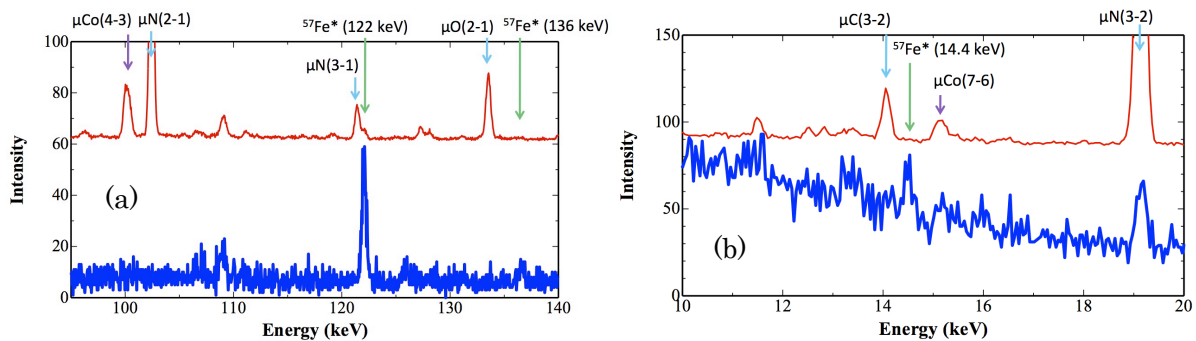 μCo(4-3) μN(2-1) ⁵⁷Fe* (122 keV) μO(2-1) ⁵⁷Fe* (136 keV)
μN(3-1)
100
80
60
40
20
0
Intensity
(a)
100 110 120 130 140
Energy (keV)
μC(3-2) μN(3-2)
⁵⁷Fe* (14.4 keV)
μCo(7-6)
150
100
50
0
Intensity
(b)
10 12 14 16 18 20
Energy (keV)